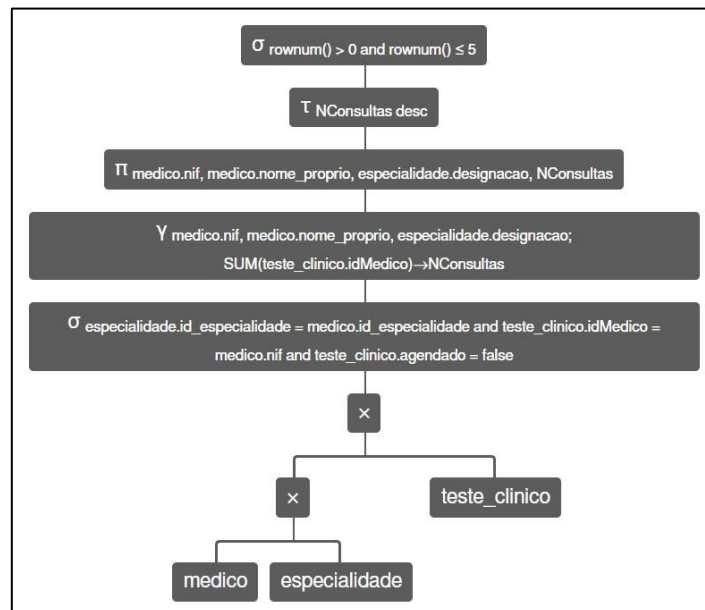 σ rownum() > 0 and rownum() ≤ 5
τ NConsultas desc
π medico.nif, medico.nome_proprio, especialidade.designacao, NConsultas
γ medico.nif, medico.nome_proprio, especialidade.designacao;
SUM(teste_clinico.idMedico)→NConsultas
σ especialidade.id_especialidade = medico.id_especialidade and teste_clinico.idMedico =
medico.nif and teste_clinico.agendado = false
×
×
teste_clinico
medico
especialidade